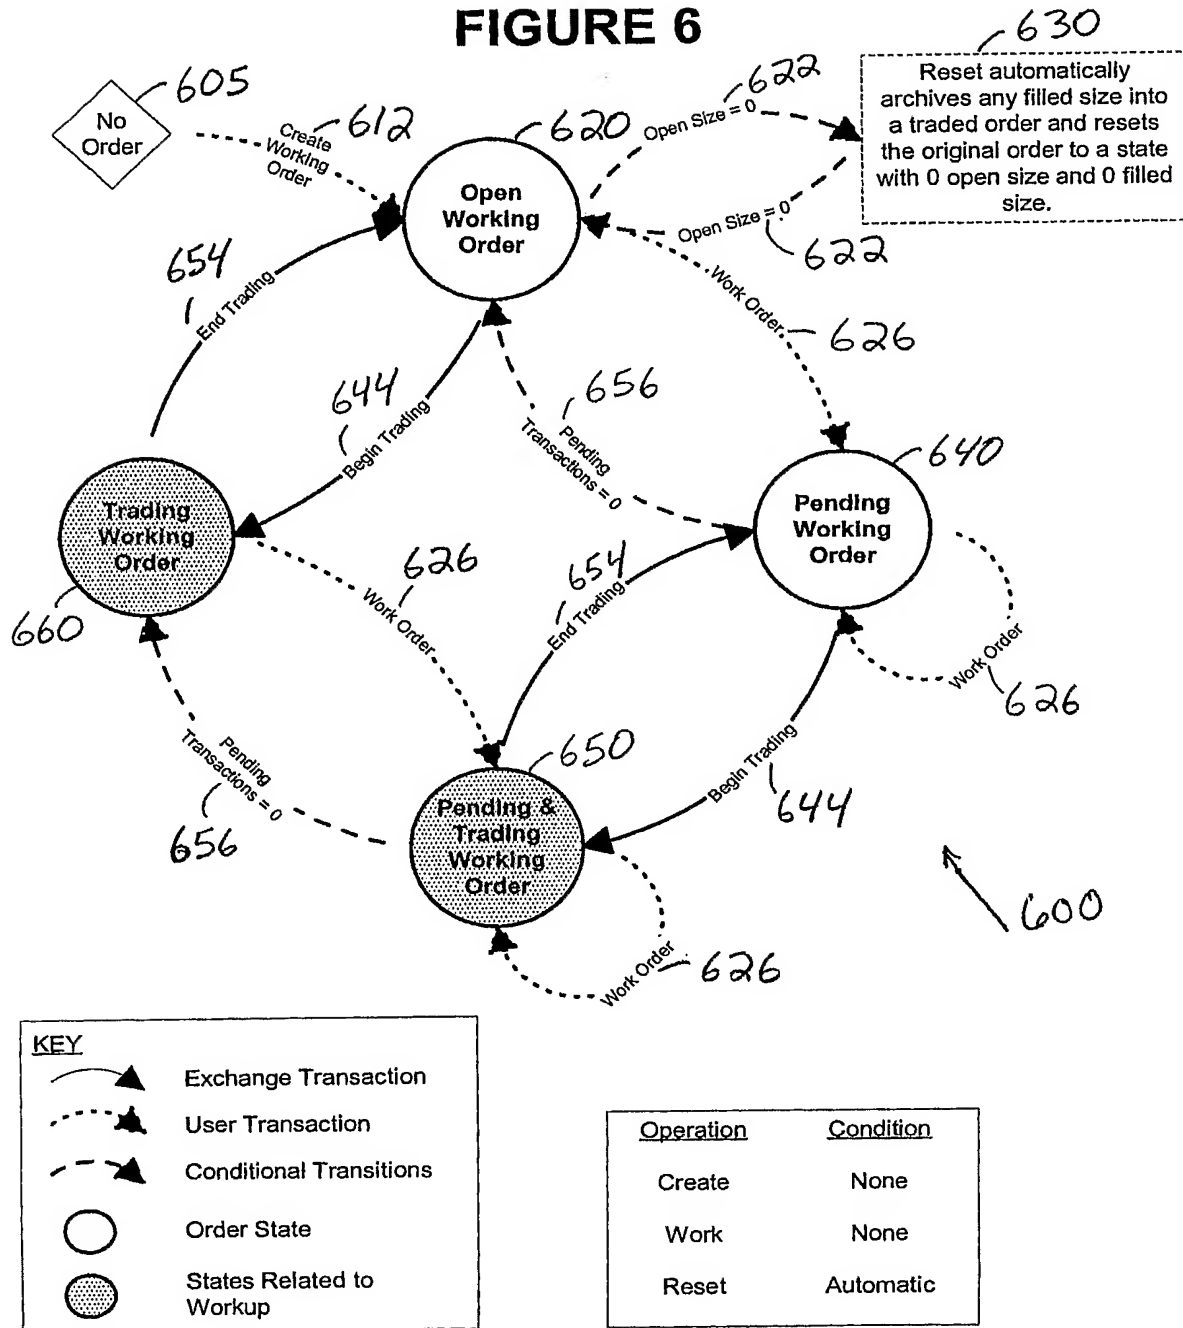 FIGURE 6
630
605
No
Order
612
Create
Working
Order
620
Open
Working
Order
622
Open Size = 0
Reset automatically
archives any filled size into
a traded order and resets
the original order to a state
with 0 open size and 0 filled
size.
Open Size = 0
622
654
End Trading
Work Order
626
644
Begin Trading
656
Pending
Transactions = 0
640
Pending
Working
Order
Trading
Working
Order
660
626
Work Order
654
End Trading
Work Order
626
Pending
Transactions = 0
656
650
Pending &
Trading
Working
Order
Begin Trading
644
600
Work Order
626
KEY
Exchange Transaction
User Transaction
Conditional Transitions
Order State
States Related to
Workup
Operation Condition
Create None
Work None
Reset Automatic